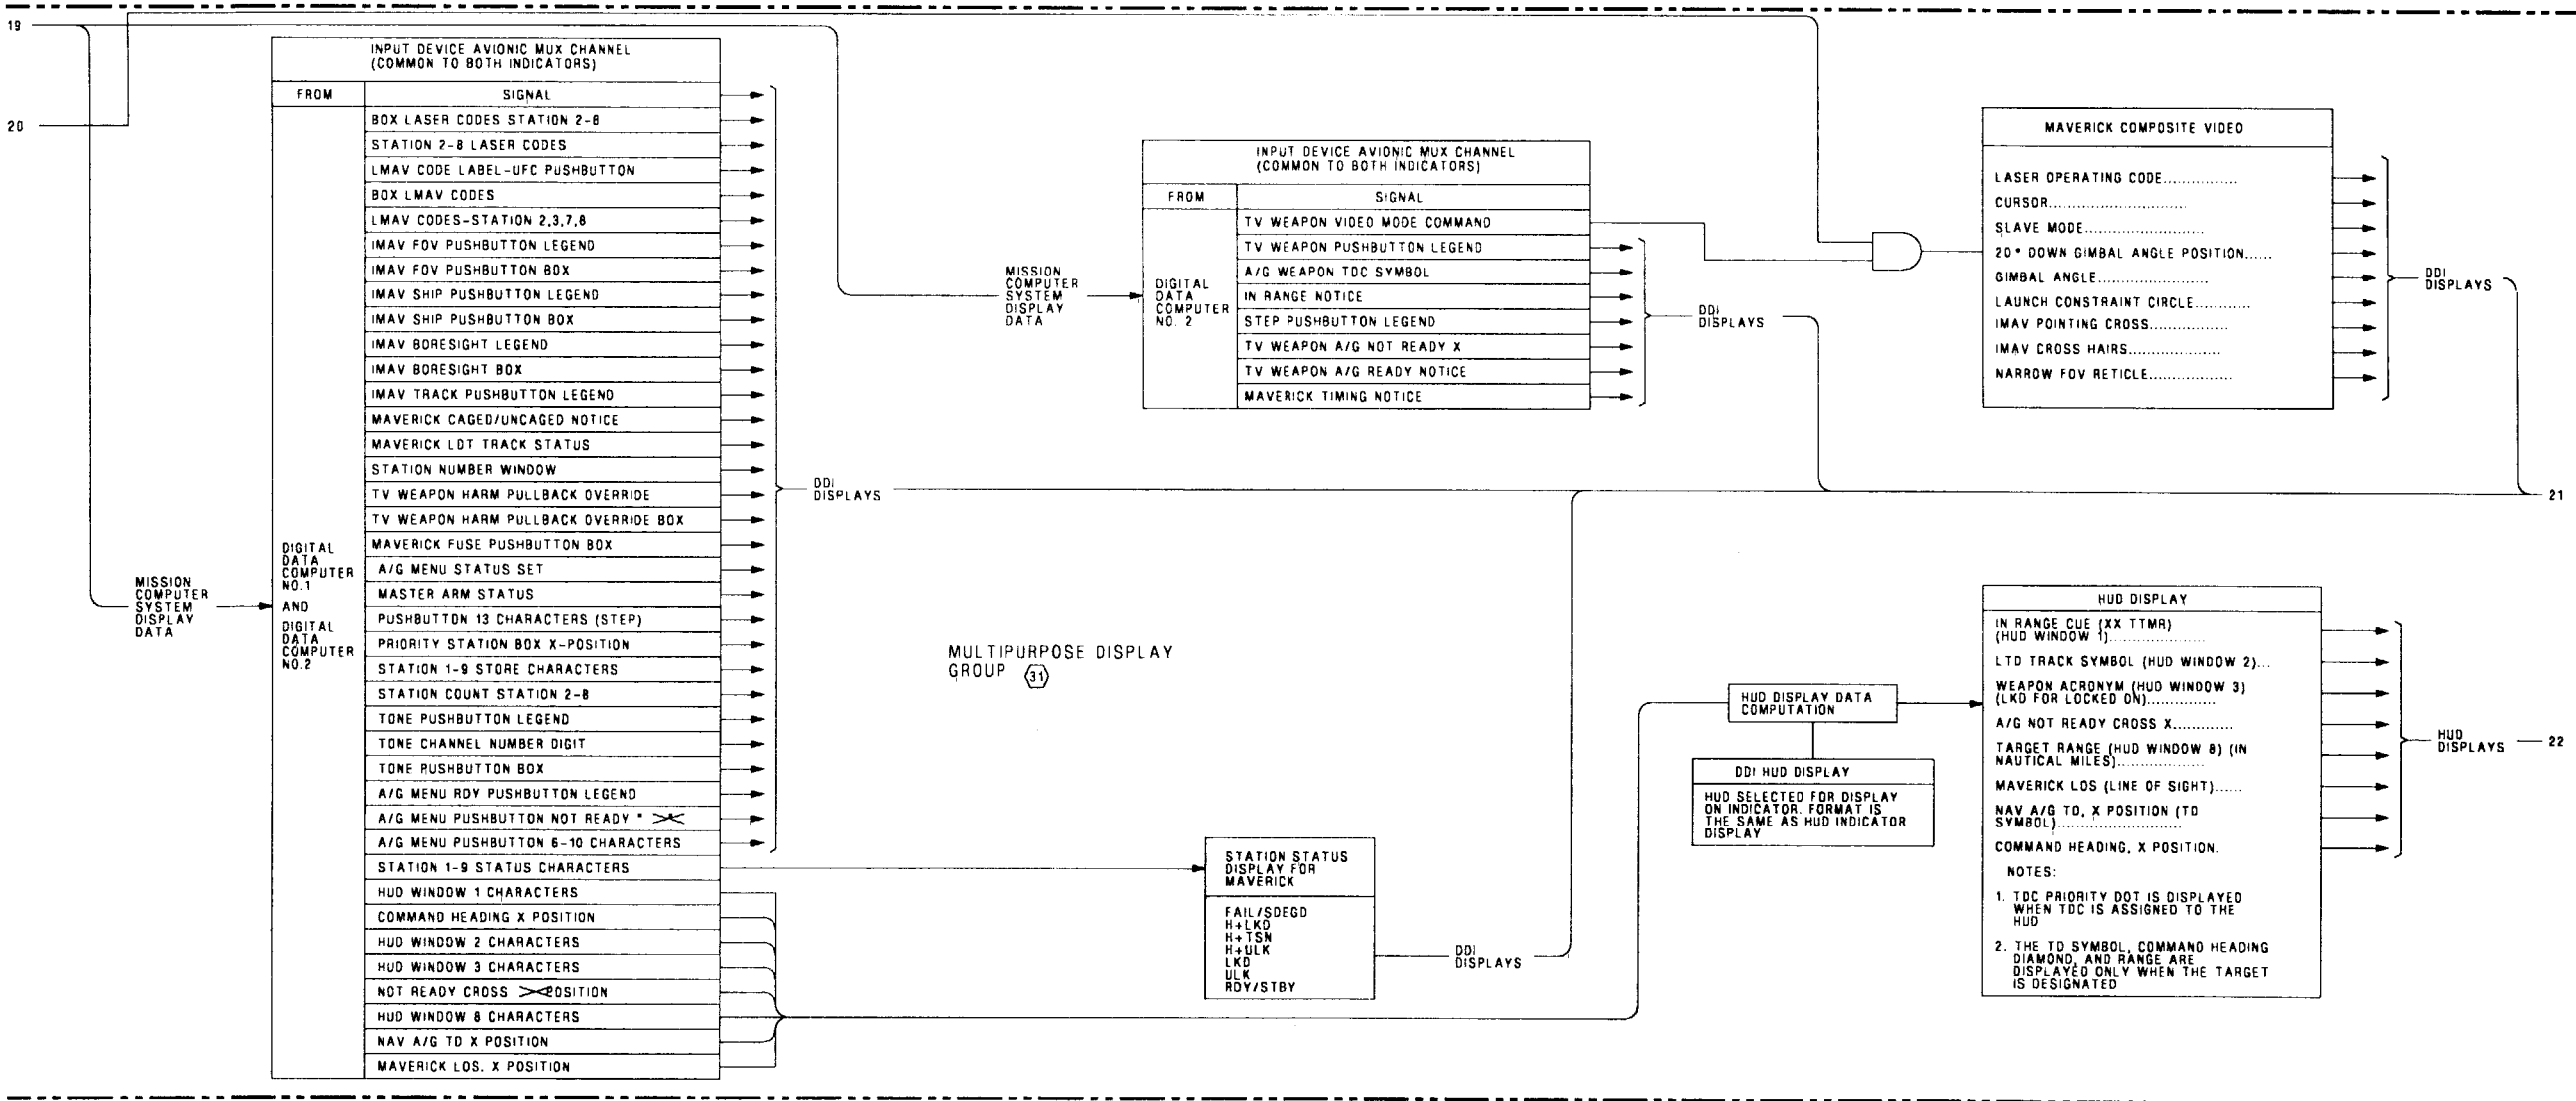 19
20
INPUT DEVICE AVIONIC MUX CHANNEL
(COMMON TO BOTH INDICATORS)
FROM
SIGNAL
BOX LASER CODES STATION 2-8
STATION 2-8 LASER CODES
LMAV CODE LABEL-UFC PUSHBUTTON
BOX LMAV CODES
LMAV CODES-STATION 2,3,7,8
IMAV FOV PUSHBUTTON LEGEND
IMAV FOV PUSHBUTTON BOX
IMAV SHIP PUSHBUTTON LEGEND
IMAV SHIP PUSHBUTTON BOX
IMAV BORESIGHT LEGEND
IMAV BORESIGHT BOX
IMAV TRACK PUSHBUTTON LEGEND
MAVERICK CAGED/UNCAGED NOTICE
MAVERICK LDT TRACK STATUS
STATION NUMBER WINDOW
TV WEAPON HARM PULLBACK OVERRIDE
TV WEAPON HARM PULLBACK OVERRIDE BOX
MAVERICK FUSE PUSHBUTTON BOX
A/G MENU STATUS SET
MASTER ARM STATUS
PUSHBUTTON 13 CHARACTERS (STEP)
PRIORITY STATION BOX X-POSITION
STATION 1-9 STORE CHARACTERS
STATION COUNT STATION 2-8
TONE PUSHBUTTON LEGEND
TONE CHANNEL NUMBER DIGIT
TONE PUSHBUTTON BOX
A/G MENU RDY PUSHBUTTON LEGEND
A/G MENU PUSHBUTTON NOT READY " X
A/G MENU PUSHBUTTON 6-10 CHARACTERS
STATION 1-9 STATUS CHARACTERS
HUD WINDOW 1 CHARACTERS
COMMAND HEADING X POSITION
HUD WINDOW 2 CHARACTERS
HUD WINDOW 3 CHARACTERS
NOT READY CROSS X POSITION
HUD WINDOW 8 CHARACTERS
NAV A/G TD X POSITION
MAVERICK LOS. X POSITION
DIGITAL
DATA
COMPUTER
NO.1
AND
DIGITAL
DATA
COMPUTER
NO.2
MISSION
COMPUTER
SYSTEM
DISPLAY
DATA
DDI
DISPLAYS
MISSION
COMPUTER
SYSTEM
DISPLAY
DATA
INPUT DEVICE AVIONIC MUX CHANNEL
(COMMON TO BOTH INDICATORS)
FROM
SIGNAL
DIGITAL
DATA
COMPUTER
NO. 2
TV WEAPON VIDEO MODE COMMAND
TV WEAPON PUSHBUTTON LEGEND
A/G WEAPON TDC SYMBOL
IN RANGE NOTICE
STEP PUSHBUTTON LEGEND
TV WEAPON A/G NOT READY X
TV WEAPON A/G READY NOTICE
MAVERICK TIMING NOTICE
DDI
DISPLAYS
MAVERICK COMPOSITE VIDEO
LASER OPERATING CODE...............
CURSOR............................
SLAVE MODE........................
20° DOWN GIMBAL ANGLE POSITION......
GIMBAL ANGLE......................
LAUNCH CONSTRAINT CIRCLE...........
IMAV POINTING CROSS................
IMAV CROSS HAIRS...................
NARROW FOV RETICLE.................
DDI
DISPLAYS
21
MULTIPURPOSE DISPLAY
GROUP 31
STATION STATUS
DISPLAY FOR
MAVERICK
FAIL/SDEGD
H+LKD
H+TSN
H+ULK
LKD
ULK
RDY/STBY
DDI
DISPLAYS
HUD DISPLAY DATA
COMPUTATION
DDI HUD DISPLAY
HUD SELECTED FOR DISPLAY
ON INDICATOR. FORMAT IS
THE SAME AS HUD INDICATOR
DISPLAY
HUD DISPLAY
IN RANGE CUE (XX TTMR)
(HUD WINDOW 1)...................
LTD TRACK SYMBOL (HUD WINDOW 2)...
WEAPON ACRONYM (HUD WINDOW 3)
(LKD FOR LOCKED ON)...............
A/G NOT READY CROSS X............
TARGET RANGE (HUD WINDOW 8) (IN
NAUTICAL MILES)..................
MAVERICK LOS (LINE OF SIGHT)......
NAV A/G TD, X POSITION (TD
SYMBOL)..........................
COMMAND HEADING, X POSITION.
NOTES:
1. TDC PRIORITY DOT IS DISPLAYED
WHEN TDC IS ASSIGNED TO THE
HUD
2. THE TD SYMBOL, COMMAND HEADING
DIAMOND, AND RANGE ARE
DISPLAYED ONLY WHEN THE TARGET
IS DESIGNATED
HUD
DISPLAYS
22